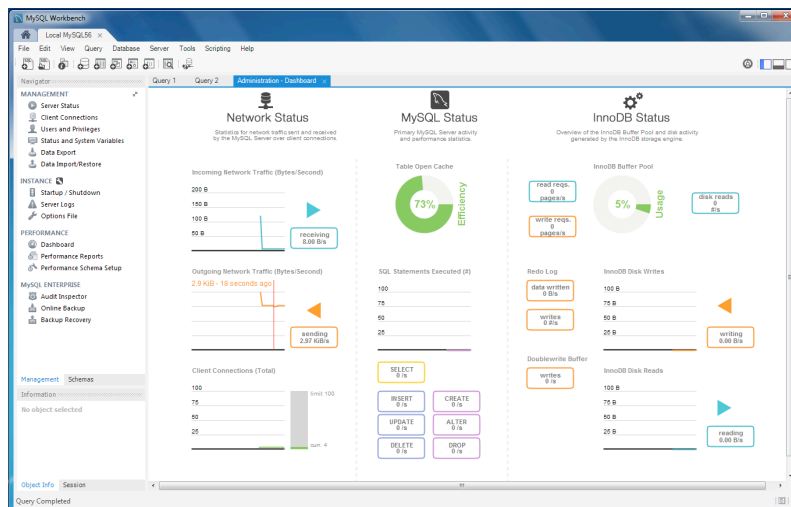 MySQL Workbench
Local MySQL56
File Edit View Query Database Server Tools Scripting Help
Navigator
MANAGEMENT
Server Status
Client Connections
Users and Privileges
Status and System Variables
Data Export
Data Import/Restore
INSTANCE
Startup / Shutdown
Server Logs
Options File
PERFORMANCE
Dashboard
Performance Reports
Performance Schema Setup
MySQL ENTERPRISE
Audit Inspector
Online Backup
Backup Recovery
Management Schemas
Information
No object selected
Object Info Session
Query Completed
Query 1 Query 2 Administration - Dashboard
Network Status
Statistics for network traffic sent and received
by the MySQL Server over client connections.
Incoming Network Traffic (Bytes/Second)
200 B
150 B
100 B
50 B
receiving
8.00 B/s
Outgoing Network Traffic (Bytes/Second)
2.9 KiB - 18 seconds ago
sending
2.97 KiB/s
Client Connections (Total)
100
75
50
25
limit 100
curr. 4
MySQL Status
Primary MySQL Server activity
and performance statistics.
Table Open Cache
73%
Efficiency
SQL Statements Executed (#)
100
75
50
25
SELECT
0 /s
INSERT
0 /s
CREATE
0 /s
UPDATE
0 /s
ALTER
0 /s
DELETE
0 /s
DROP
0 /s
InnoDB Status
Overview of the InnoDB Buffer Pool and disk activity
generated by the InnoDB storage engine.
InnoDB Buffer Pool
read reqs.
0
pages/s
write reqs.
0
pages/s
5%
Usage
disk reads
0
#/s
Redo Log
data written
0 B/s
writes
0 #/s
Doublewrite Buffer
writes
0 /s
InnoDB Disk Writes
100 B
75 B
50 B
25 B
writing
0.00 B/s
InnoDB Disk Reads
100 B
75 B
50 B
25 B
reading
0.00 B/s